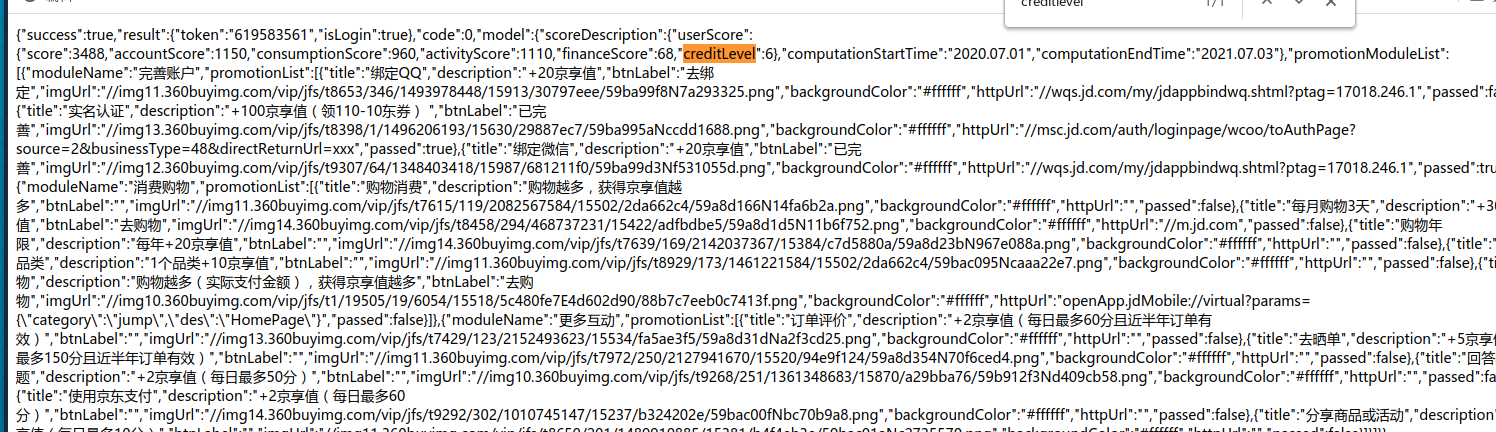 creditlevel
1/1
{"success":true,"result":{"token":"619583561","isLogin":true},"code":0,"model":{"scoreDescription":{"userScore":
{"score":3488,"accountScore":1150,"consumptionScore":960,"activityScore":1110,"financeScore":68,"creditLevel":6},"computationStartTime":"2020.07.01","computationEndTime":"2021.07.03"},"promotionModuleList":
[{"moduleName":"完善账户","promotionList":[{"title":"绑定QQ","description":"+20京享值","btnLabel":"去绑
定","imgUrl":"//img11.360buyimg.com/vip/jfs/t8653/346/1493978448/15913/30797eee/59ba99f8N7a293325.png","backgroundColor":"#ffffff","httpUrl":"//wqs.jd.com/my/jdappbindwq.shtml?ptag=17018.246.1","passed":fa
{"title":"实名认证","description":"+100京享值（领110-10东券）","btnLabel":"已完
善","imgUrl":"//img13.360buyimg.com/vip/jfs/t8398/1/1496206193/15630/29887ec7/59ba995aNccdd1688.png","backgroundColor":"#ffffff","httpUrl":"//msc.jd.com/auth/loginpage/wcoo/toAuthPage?
source=2&businessType=48&directReturnUrl=xxx","passed":true},{"title":"绑定微信","description":"+20京享值","btnLabel":"已完
善","imgUrl":"//img12.360buyimg.com/vip/jfs/t9307/64/1348403418/15987/681211f0/59ba99d3Nf531055d.png","backgroundColor":"#ffffff","httpUrl":"//wqs.jd.com/my/jdappbindwq.shtml?ptag=17018.246.1","passed":true
{"moduleName":"消费购物","promotionList":[{"title":"购物消费","description":"购物越多，获得京享值越
多","btnLabel":"","imgUrl":"//img11.360buyimg.com/vip/jfs/t7615/119/2082567584/15502/2da662c4/59a8d166N14fa6b2a.png","backgroundColor":"#ffffff","httpUrl":"","passed":false},{"title":"每月购物3天","description":"+30
值","btnLabel":"去购物","imgUrl":"//img14.360buyimg.com/vip/jfs/t8458/294/468737231/15422/adfbdbe5/59a8d1d5N11b6f752.png","backgroundColor":"#ffffff","httpUrl":"//m.jd.com","passed":false},{"title":"购物年
限","description":"每年+20京享值","btnLabel":"","imgUrl":"//img14.360buyimg.com/vip/jfs/t7639/169/2142037367/15384/c7d5880a/59a8d23bN967e088a.png","backgroundColor":"#ffffff","httpUrl":"","passed":false},{"title":"
品类","description":"1个品类+10京享值","btnLabel":"","imgUrl":"//img11.360buyimg.com/vip/jfs/t8929/173/1461221584/15502/2da662c4/59bac095Ncaaa22e7.png","backgroundColor":"#ffffff","httpUrl":"","passed":false},{"ti
物","description":"购物越多（实际支付金额），获得京享值越多","btnLabel":"去购
物","imgUrl":"//img10.360buyimg.com/vip/jfs/t1/19505/19/6054/15518/5c480fe7E4d602d90/88b7c7eeb0c7413f.png","backgroundColor":"#ffffff","httpUrl":"openApp.jdMobile://virtual?params=
{\"category\":\"jump\",\"des\":\"HomePage\"}","passed":false}]},{"moduleName":"更多互动","promotionList":[{"title":"订单评价","description":"+2京享值（每日最多60分且近半年订单有
效）","btnLabel":"","imgUrl":"//img13.360buyimg.com/vip/jfs/t7429/123/2152493623/15534/fa5ae3f5/59a8d31dNa2f3cd25.png","backgroundColor":"#ffffff","httpUrl":"","passed":false},{"title":"去晒单","description":"+5京享值
最多150分且近半年订单有效）","btnLabel":"","imgUrl":"//img11.360buyimg.com/vip/jfs/t7972/250/2127941670/15520/94e9f124/59a8d354N70f6ced4.png","backgroundColor":"#ffffff","httpUrl":"","passed":false},{"title":"回答
题","description":"+2京享值（每日最多50分）","btnLabel":"","imgUrl":"//img10.360buyimg.com/vip/jfs/t9268/251/1361348683/15870/a29bba76/59b912f3Nd409cb58.png","backgroundColor":"#ffffff","httpUrl":"","passed":fa
{"title":"使用京东支付","description":"+2京享值（每日最多60
分）","btnLabel":"","imgUrl":"//img14.360buyimg.com/vip/jfs/t9292/302/1010745147/15237/b324202e/59bac00fNbc70b9a8.png","backgroundColor":"#ffffff","httpUrl":"","passed":false},{"title":"分享商品或活动","description"